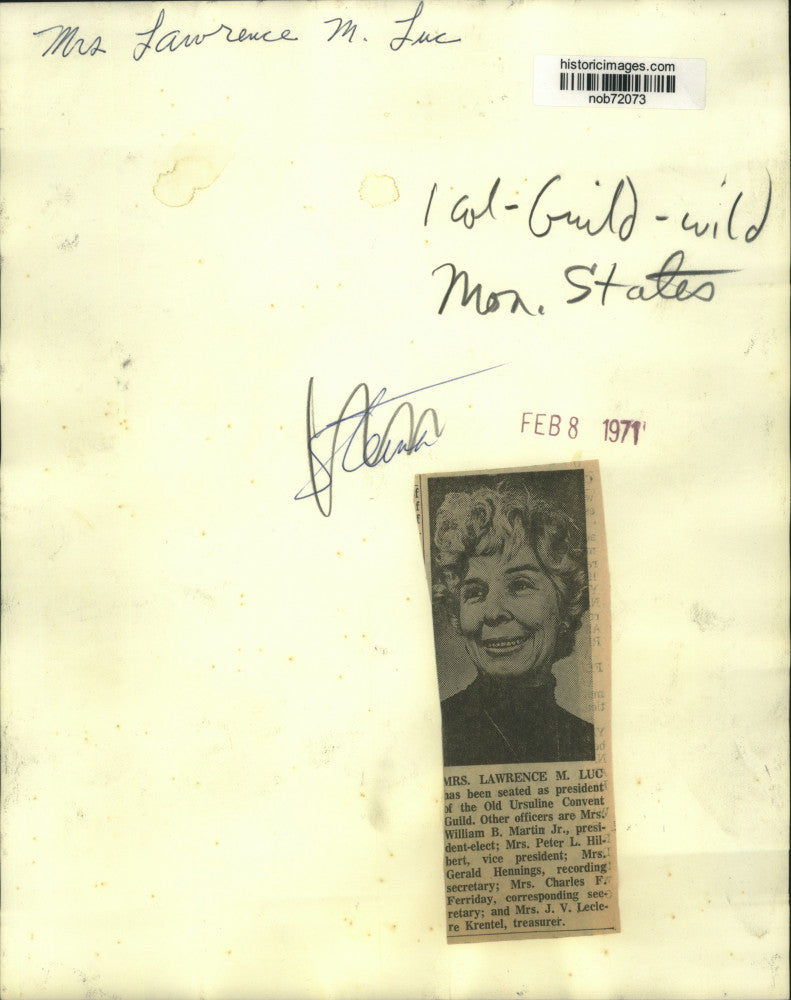 Mrs Lawrence M. Luc
historicimages.com
nob72073
1 col-Guild-wild
Mon. States
FEB 8 1971
MRS. LAWRENCE M. LUC
has been seated as president
of the Old Ursuline Convent
Guild. Other officers are Mrs.
William B. Martin Jr., presi-
dent-elect; Mrs. Peter L. Hil-
bert, vice president; Mrs.
Gerald Hennings, recording
secretary; Mrs. Charles F.
Ferriday, corresponding sec-
retary; and Mrs. J. V. Lecle-
re Krentel, treasurer.